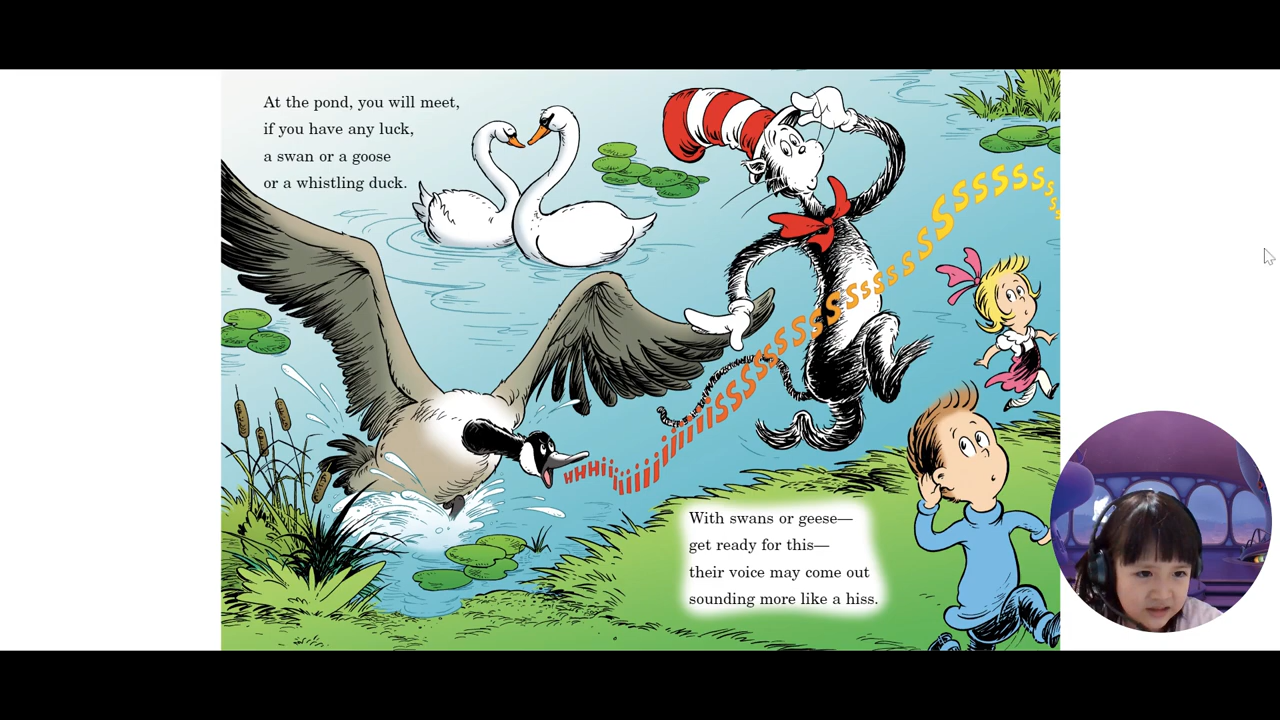 At the pond, you will meet,
if you have any luck,
a swan or a goose
or a whistling duck.
With swans or geese—
get ready for this—
their voice may come out
sounding more like a hiss.